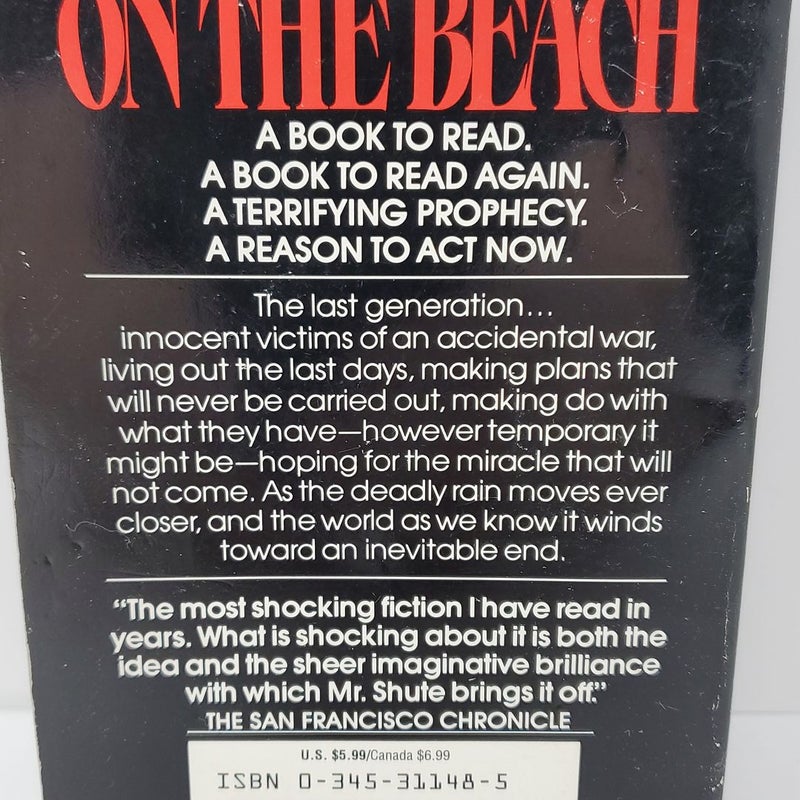 ON THE BEACH
A BOOK TO READ.
A BOOK TO READ AGAIN.
A TERRIFYING PROPHECY.
A REASON TO ACT NOW.
The last generation...
innocent victims of an accidental war,
living out the last days, making plans that
will never be carried out, making do with
what they have—however temporary it
might be—hoping for the miracle that will
not come. As the deadly rain moves ever
closer, and the world as we know it winds
toward an inevitable end.
“The most shocking fiction I have read in
years. What is shocking about it is both the
idea and the sheer imaginative brilliance
with which Mr. Shute brings it off.”
THE SAN FRANCISCO CHRONICLE
U.S. $5.99/Canada $6.99
ISBN 0-345-31148-5